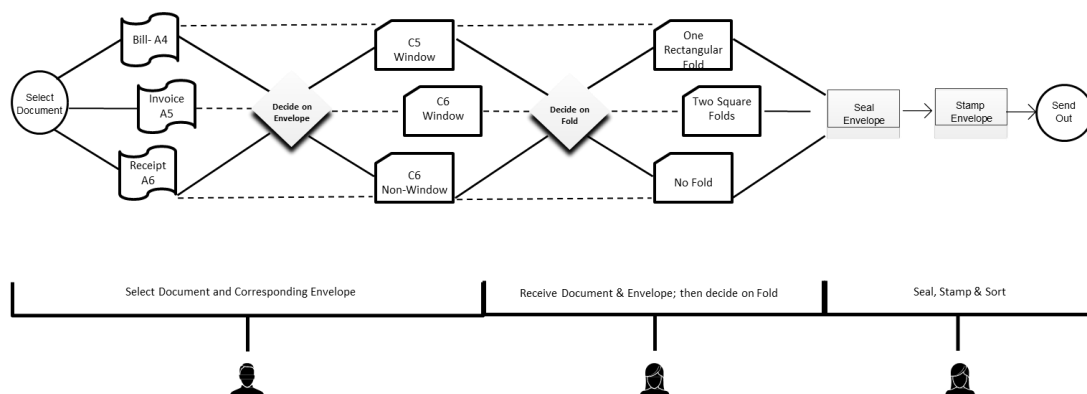 Select
Document
Bill- A4
Invoice
A5
Receipt
A6
Decide on
Envelope
C5
Window
C6
Window
C6
Non-Window
Decide on
Fold
One
Rectangular
Fold
Two Square
Folds
No Fold
Seal
Envelope
Stamp
Envelope
Send
Out
Select Document and Corresponding Envelope
Receive Document & Envelope; then decide on Fold
Seal, Stamp & Sort